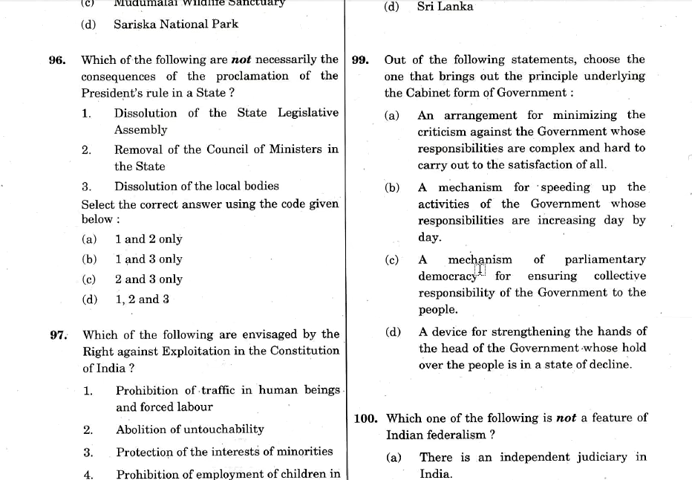 (c) Mudumalai Wildlife Sanctuary
(d) Sariska National Park
96. Which of the following are not necessarily the
consequences of the proclamation of the
President's rule in a State ?
1. Dissolution of the State Legislative
Assembly
2. Removal of the Council of Ministers in
the State
3. Dissolution of the local bodies
Select the correct answer using the code given
below :
(a) 1 and 2 only
(b) 1 and 3 only
(c) 2 and 3 only
(d) 1, 2 and 3
97. Which of the following are envisaged by the
Right against Exploitation in the Constitution
of India ?
1. Prohibition of traffic in human beings
and forced labour
2. Abolition of untouchability
3. Protection of the interests of minorities
4. Prohibition of employment of children in
(d) Sri Lanka
99. Out of the following statements, choose the
one that brings out the principle underlying
the Cabinet form of Government :
(a) An arrangement for minimizing the
criticism against the Government whose
responsibilities are complex and hard to
carry out to the satisfaction of all.
(b) A mechanism for speeding up the
activities of the Government whose
responsibilities are increasing day by
day.
(c) A mechanism of parliamentary
democracy for ensuring collective
responsibility of the Government to the
people.
(d) A device for strengthening the hands of
the head of the Government whose hold
over the people is in a state of decline.
100. Which one of the following is not a feature of
Indian federalism ?
(a) There is an independent judiciary in
India.